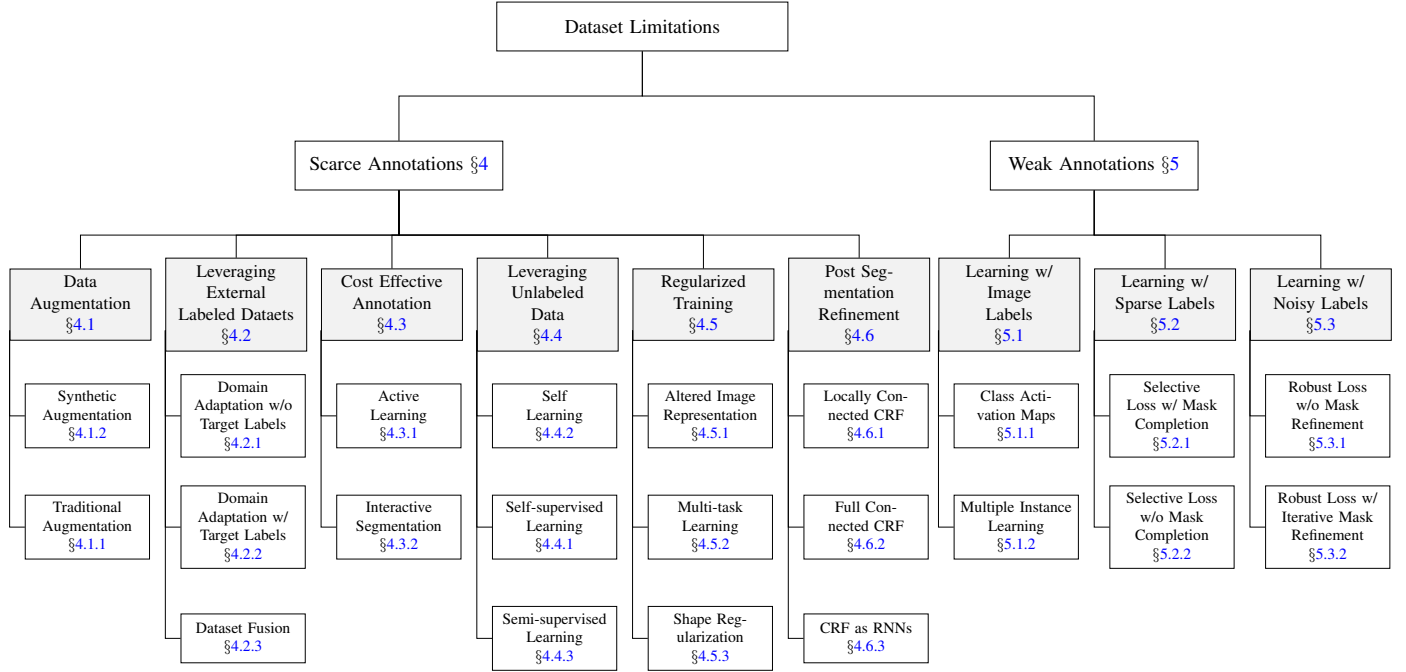 Dataset Limitations
Scarce Annotations §4
Weak Annotations §5
Data
Augmentation
§4.1
Leveraging
External
Labeled Dataets
§4.2
Cost Effective
Annotation
§4.3
Leveraging
Unlabeled
Data
§4.4
Regularized
Training
§4.5
Post Seg-
mentation
Refinement
§4.6
Learning w/
Image
Labels
§5.1
Learning w/
Sparse Labels
§5.2
Learning w/
Noisy Labels
§5.3
Synthetic
Augmentation
§4.1.2
Domain
Adaptation w/o
Target Labels
§4.2.1
Active
Learning
§4.3.1
Self
Learning
§4.4.2
Altered Image
Representation
§4.5.1
Locally Con-
nected CRF
§4.6.1
Class Acti-
vation Maps
§5.1.1
Selective
Loss w/ Mask
Completion
§5.2.1
Robust Loss
w/o Mask
Refinement
§5.3.1
Traditional
Augmentation
§4.1.1
Domain
Adaptation w/
Target Labels
§4.2.2
Interactive
Segmentation
§4.3.2
Self-supervised
Learning
§4.4.1
Multi-task
Learning
§4.5.2
Full Con-
nected CRF
§4.6.2
Multiple Instance
Learning
§5.1.2
Selective Loss
w/o Mask
Completion
§5.2.2
Robust Loss w/
Iterative Mask
Refinement
§5.3.2
Dataset Fusion
§4.2.3
Semi-supervised
Learning
§4.4.3
Shape Reg-
ularization
§4.5.3
CRF as RNNs
§4.6.3